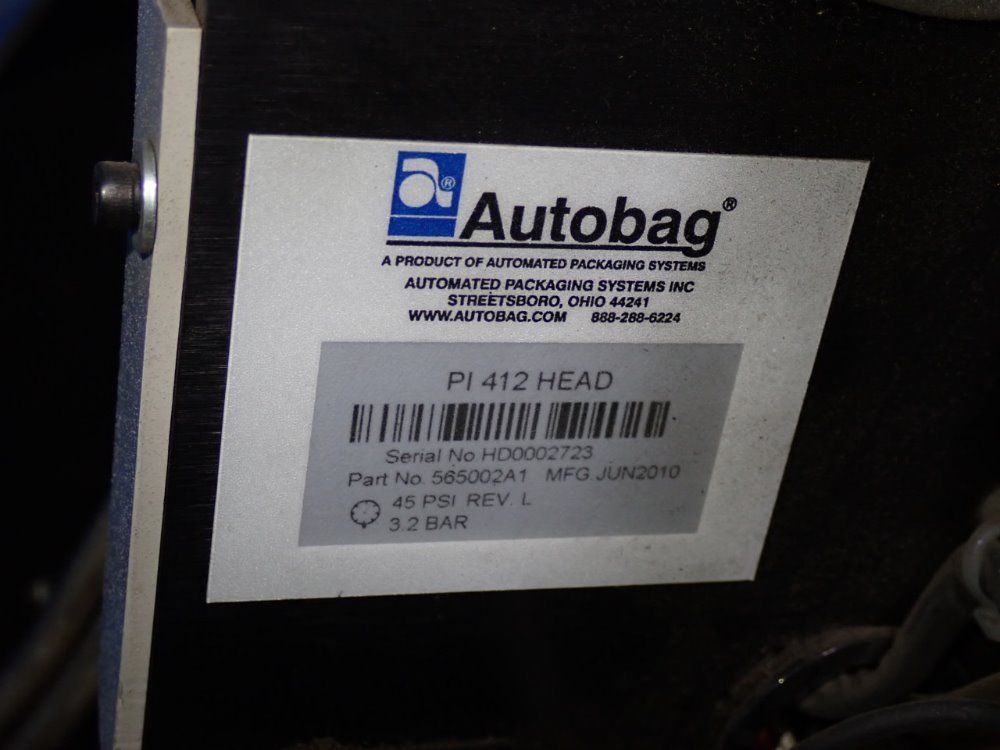 a®
Autobag®
A PRODUCT OF AUTOMATED PACKAGING SYSTEMS
AUTOMATED PACKAGING SYSTEMS INC
STREETSBORO, OHIO 44241
WWW.AUTOBAG.COM 888-288-6224
PI 412 HEAD
Serial No HD0002723
Part No. 565002A1 MFG.JUN2010
45 PSI REV. L
3.2 BAR